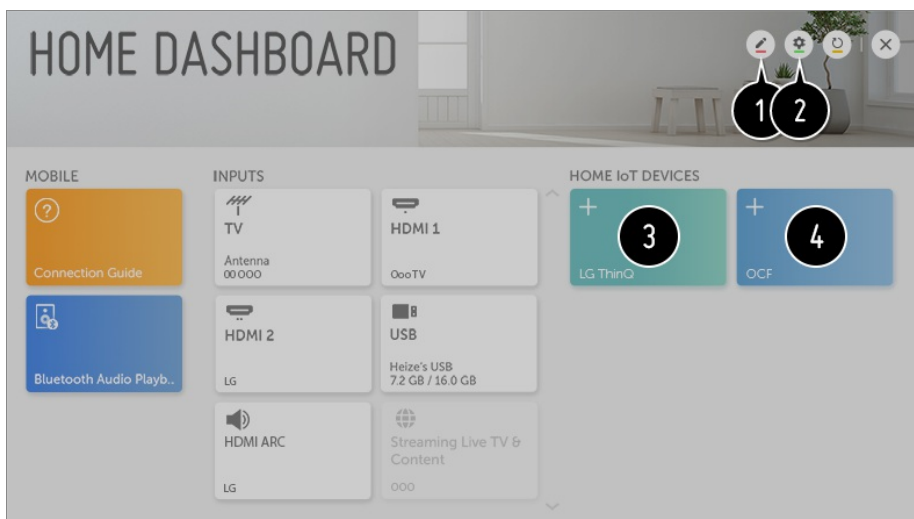 HOME DASHBOARD
1
2
MOBILE
INPUTS
HOME IoT DEVICES
Connection Guide
TV
Antenna
00 000
HDMI 1
OooTV
3
LG ThinQ
4
OCF
Bluetooth Audio Playb..
HDMI 2
LG
USB
Heize's USB
7.2 GB / 16.0 GB
HDMI ARC
LG
Streaming Live TV &
Content
000